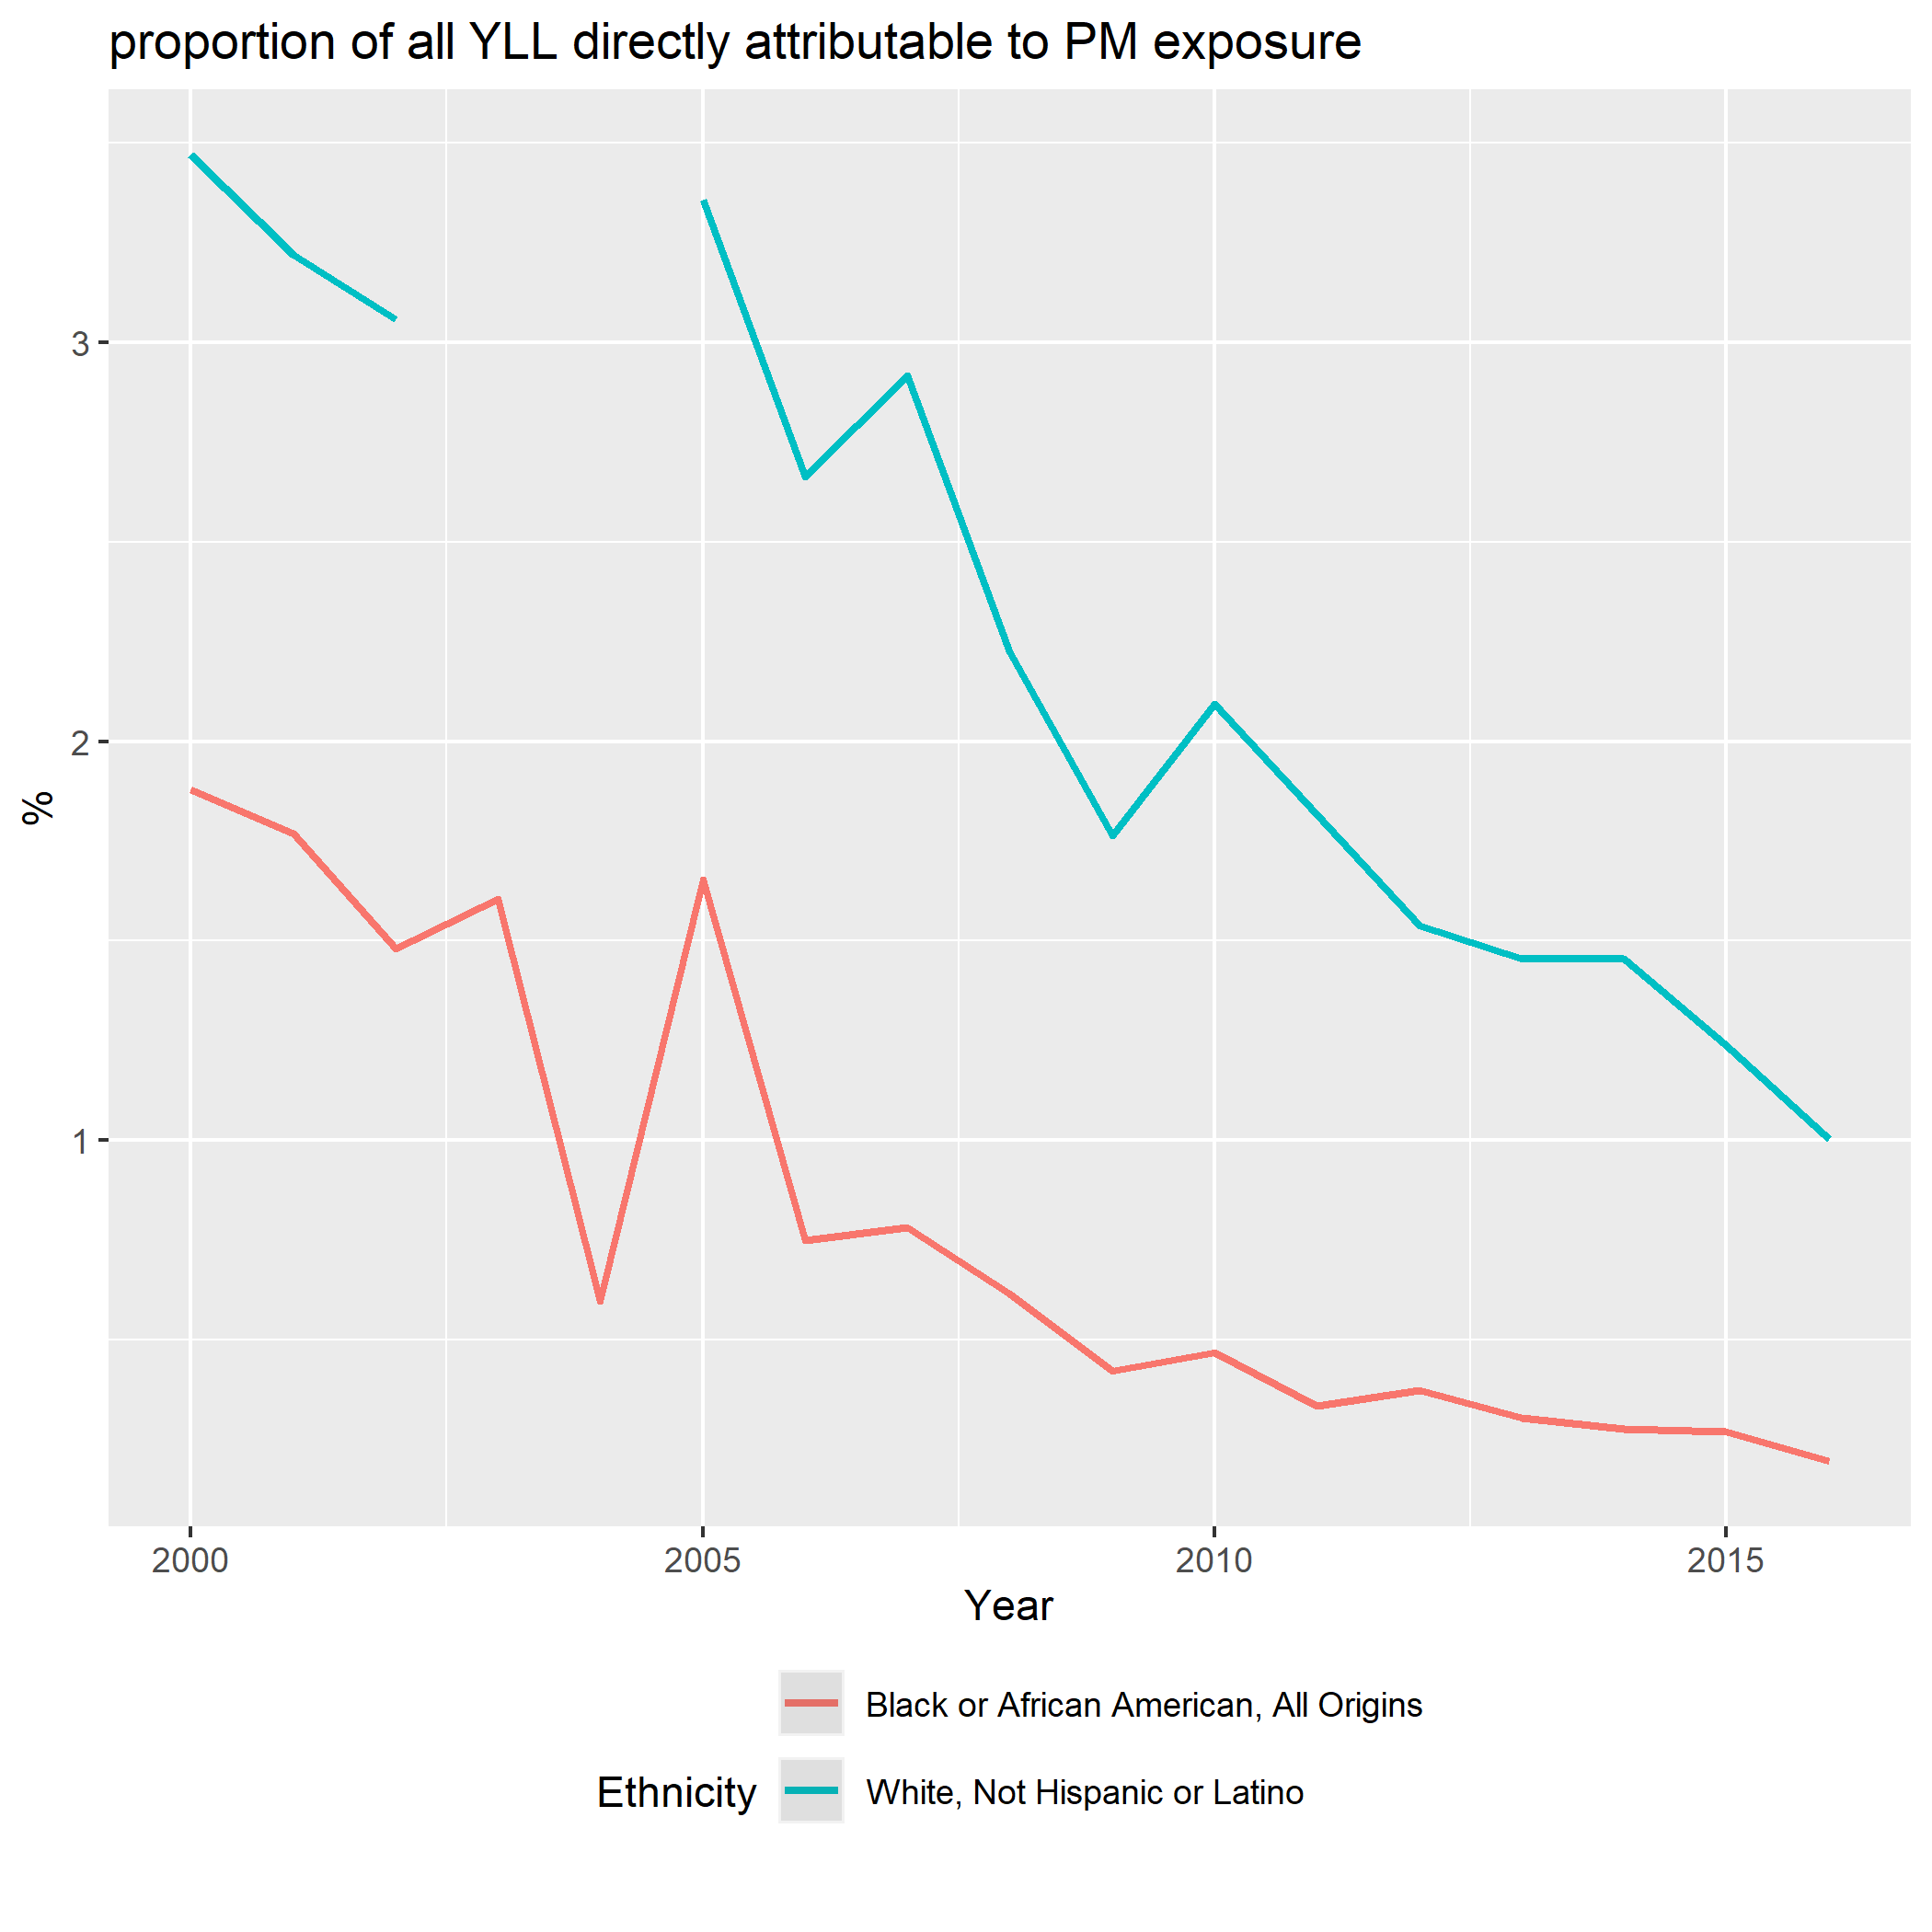 proportion of all YLL directly attributable to PM exposure
3
2
1
%
2000 2005 2010 2015
Year
Black or African American, All Origins
Ethnicity
White, Not Hispanic or Latino